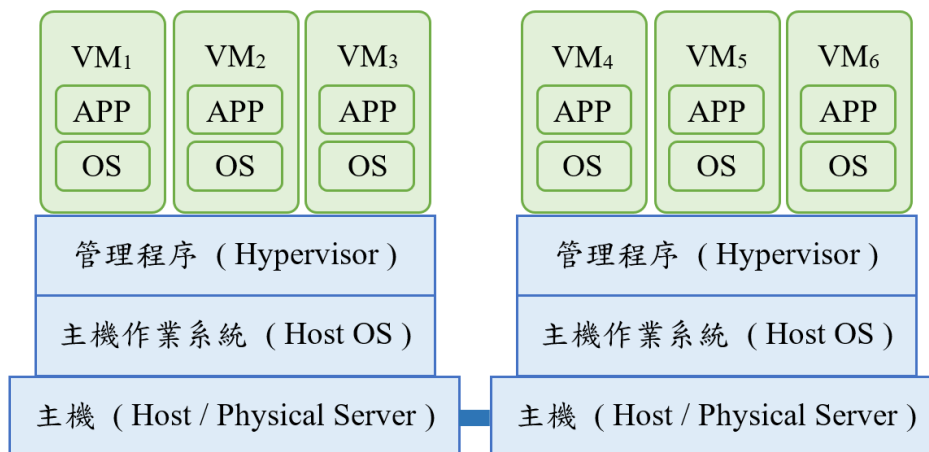 VM₁ VM₂ VM₃
APP APP APP
OS OS OS
管理程序 ( Hypervisor )
主機作業系統 ( Host OS )
主機 ( Host / Physical Server )
VM₄ VM₅ VM₆
APP APP APP
OS OS OS
管理程序 ( Hypervisor )
主機作業系統 ( Host OS )
主機 ( Host / Physical Server )